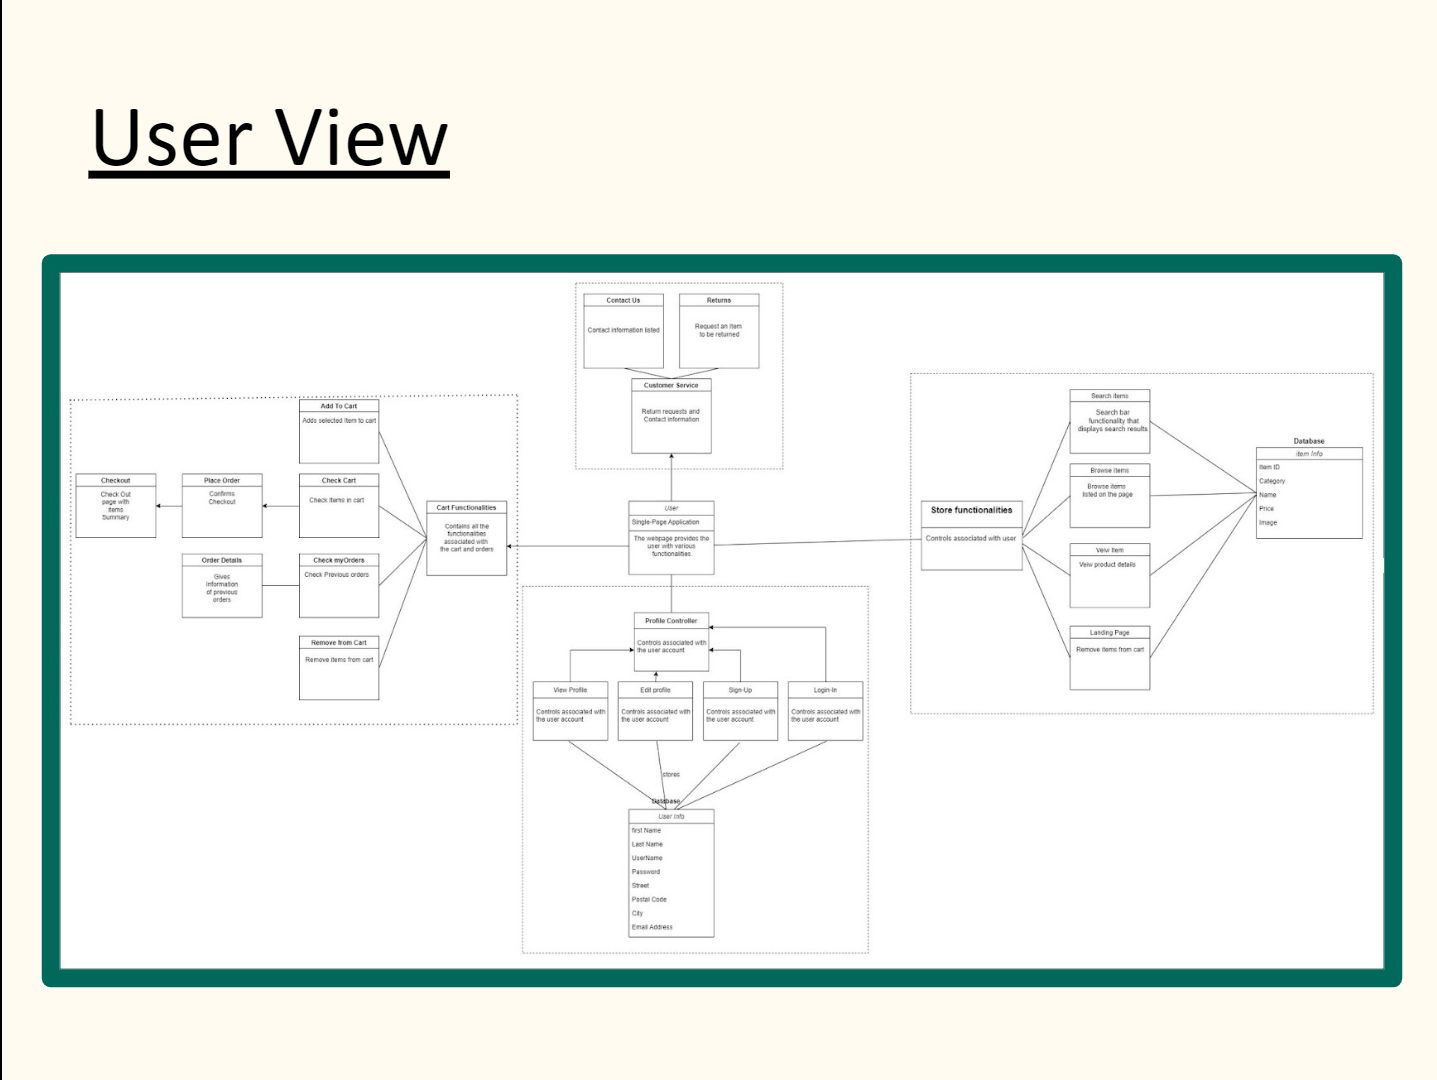 User View
Contact Us
Contact information listed
Returns
Request an item
to be returned
Customer Service
Return requests and
Contact information
Add To Cart
Adds selected item to cart
Checkout
Check Out
page with
items
Summary
Place Order
Confirms
Checkout
Check Cart
Check items in cart
Cart Functionalities
Contains all the
functionalities
associated with
the cart and orders
Order Details
Gives
information
of previous
orders
Check myOrders
Check Previous orders
Remove from Cart
Remove items from cart
User
Single-Page Application
The webpage provides the
user with various
functionalities.
Store functionalities
Controls associated with user
Search items
Search bar
functionality that
displays search results
Browse Items
Browse items
listed on the page
Veiw Item
Veiw product details
Landing Page
Remove items from cart
Database
item Info
Item ID
Category
Name
Price
Image
Profile Controller
Controls associated with
the user account
View Profile
Controls associated with
the user account
Edit profile
Controls associated with
the user account
Sign-Up
Controls associated with
the user account
Login-In
Controls associated with
the user account
stores
Database
User Info
first Name
Last Name
UserName
Password
Street
Postal Code
City
Email Address